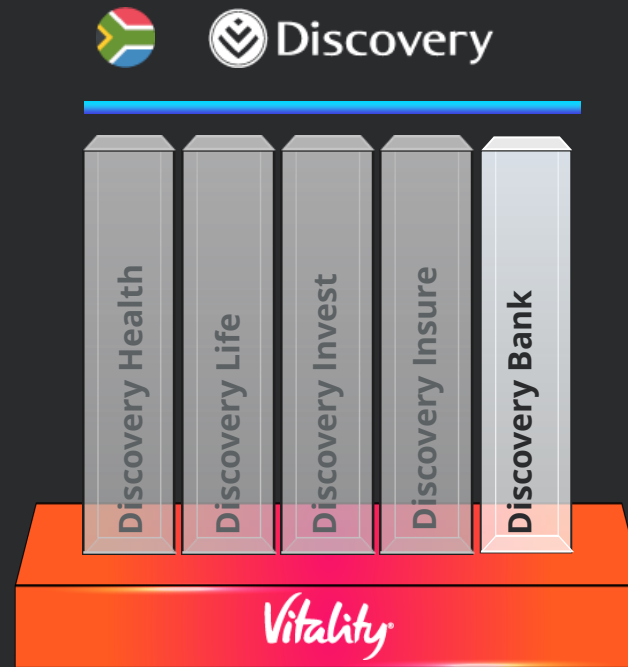 Discovery
Discovery Health
Discovery Life
Discovery Invest
Discovery Insure
Discovery Bank
Vitality®